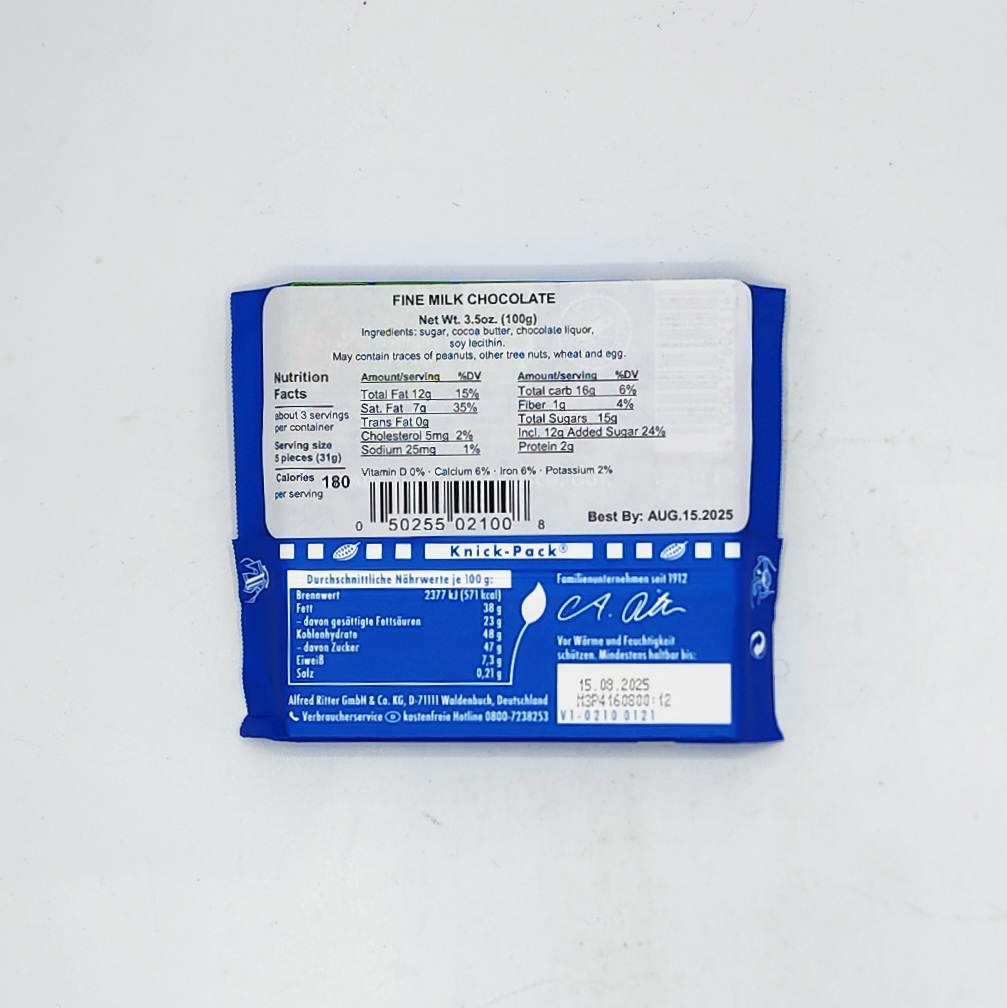 FINE MILK CHOCOLATE
Net Wt. 3.5oz. (100g)
Ingredients: sugar, cocoa butter, chocolate liquor,
soy lecithin.
May contain traces of peanuts, other tree nuts, wheat and egg.
Nutrition
Facts
about 3 servings
per container
Serving size
5 pieces (31g)
Calories 180
per serving
Amount/serving %DV
Total Fat 12g 15%
Sat. Fat 7g 35%
Trans Fat 0g
Cholesterol 5mg 2%
Sodium 25mg 1%
Amount/serving %DV
Total carb 16g 6%
Fiber 1g 4%
Total Sugars 15g
Incl. 12g Added Sugar 24%
Protein 2g
Vitamin D 0% · Calcium 6% · Iron 6% · Potassium 2%
0 50255 02100 8
Best By: AUG.15.2025
Knick-Pack®
Durchschnittliche Nährwerte je 100 g:
Brennwert 2377 kJ (571 kcal)
Fett 38 g
– davon gesättigte Fettsäuren 23 g
Kohlenhydrate 48 g
– davon Zucker 47 g
Eiweiß 7,3 g
Salz 0,21 g
Familienunternehmen seit 1912
Vor Wärme und Feuchtigkeit
schützen. Mindestens haltbar bis:
15.08.2025
M3P4160800:12
V1-0210 0121
Alfred Ritter GmbH & Co. KG, D-71111 Waldenbuch, Deutschland
Verbraucherservice D kostenfreie Hotline 0800-7238253